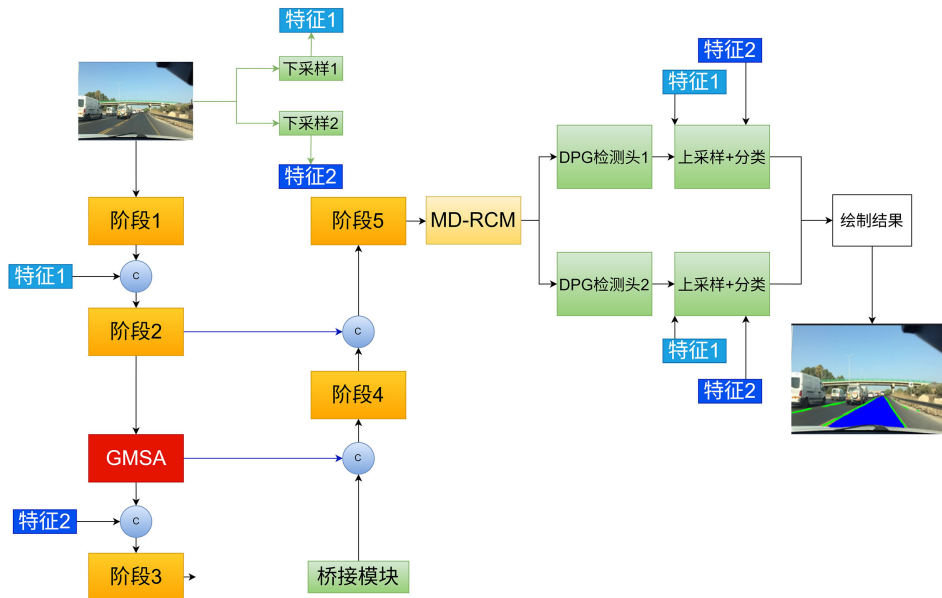 特征1
下采样1
下采样2
特征2
阶段1
特征1
C
阶段2
GMSA
特征2
C
阶段3
阶段5
C
阶段4
C
桥接模块
MD-RCM
DPG检测头1
特征1
特征2
上采样+分类
DPG检测头2
上采样+分类
特征1
特征2
绘制结果